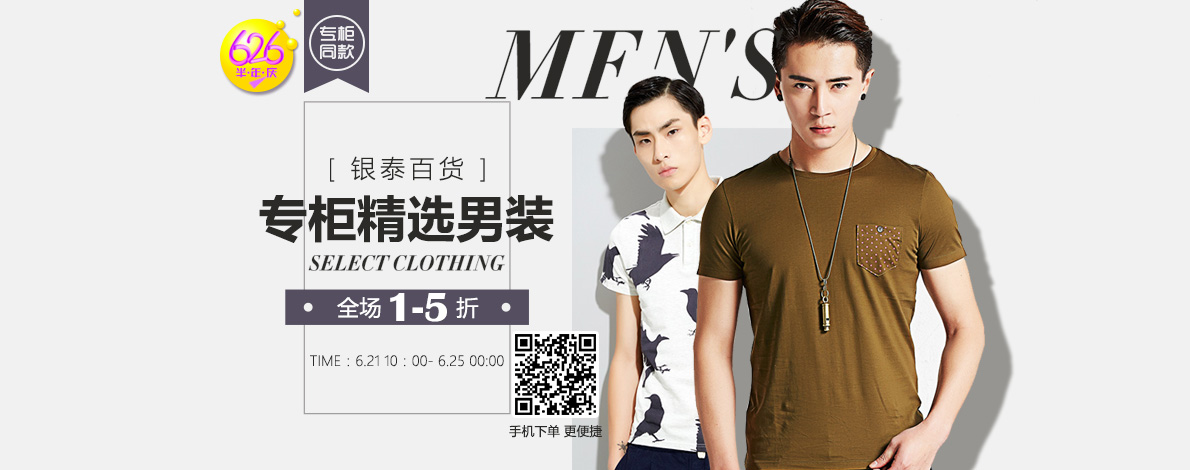 626
半·年·庆
专柜
同款
MEN'S
[ 银泰百货 ]
专柜精选男装
SELECT CLOTHING
• 全场 1-5 折 •
TIME : 6.21 10 : 00- 6.25 00:00
手机下单 更便捷